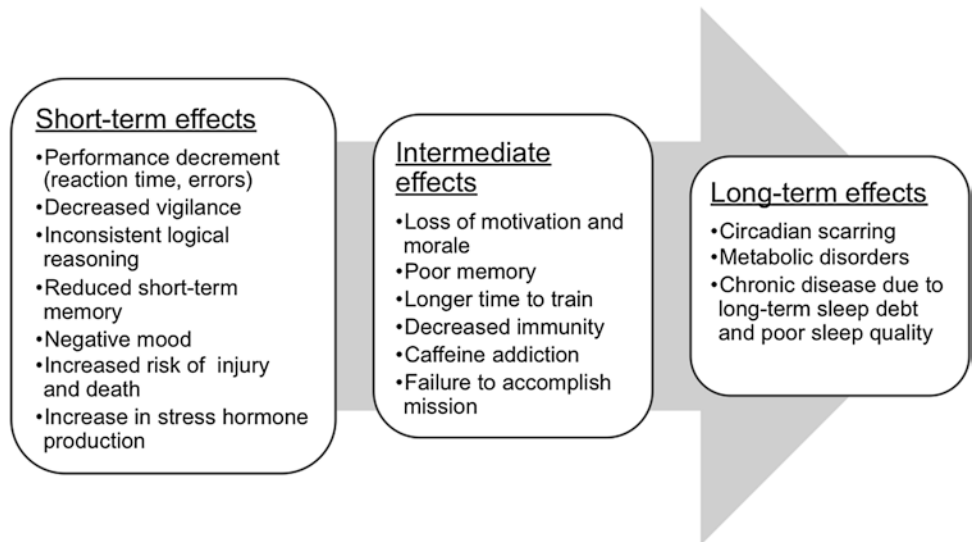 Short-term effects
•Performance decrement
(reaction time, errors)
•Decreased vigilance
•Inconsistent logical
reasoning
•Reduced short-term
memory
•Negative mood
•Increased risk of injury
and death
•Increase in stress hormone
production
Intermediate
effects
•Loss of motivation and
morale
•Poor memory
•Longer time to train
•Decreased immunity
•Caffeine addiction
•Failure to accomplish
mission
Long-term effects
•Circadian scarring
•Metabolic disorders
•Chronic disease due to
long-term sleep debt
and poor sleep quality